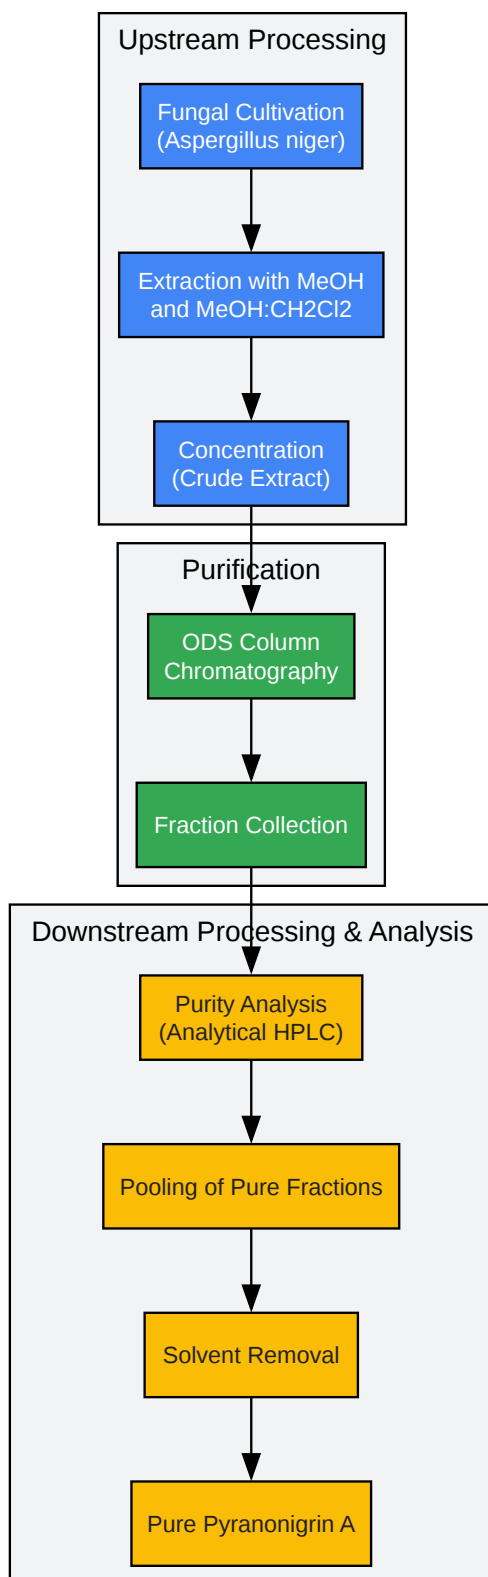 Upstream Processing
Fungal Cultivation
(Aspergillus niger)
Extraction with MeOH
and MeOH:CH2Cl2
Concentration
(Crude Extract)
Purification
ODS Column
Chromatography
Fraction Collection
Downstream Processing & Analysis
Purity Analysis
(Analytical HPLC)
Pooling of Pure Fractions
Solvent Removal
Pure Pyranonigrin A